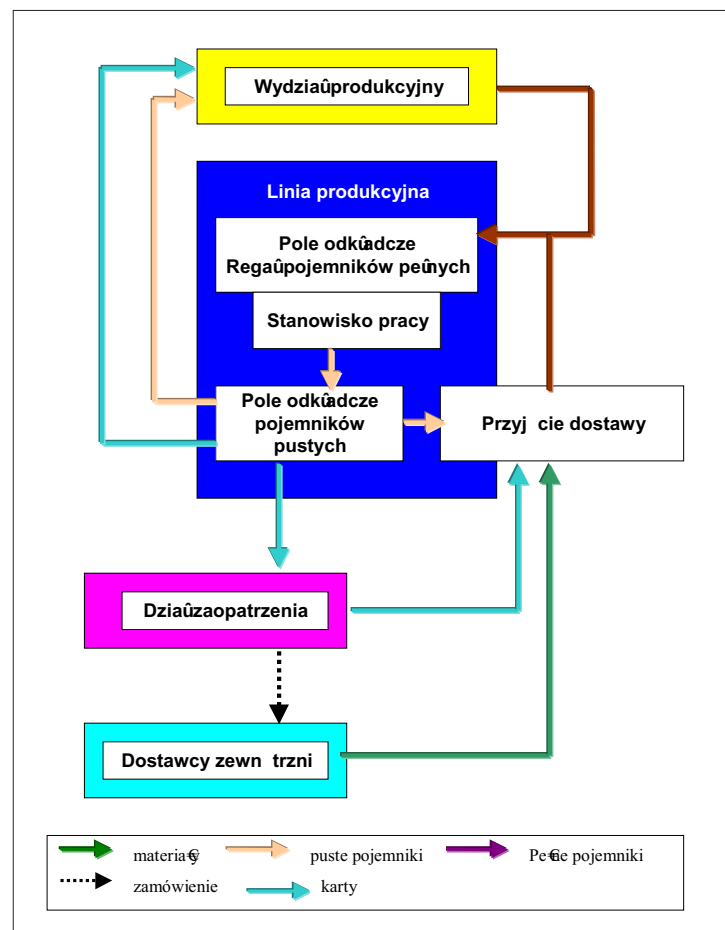 Wydziaûprodukcyjny
Linia produkcyjna
Pole odkûadcze
Regaûpojemników peûnych
Stanowisko pracy
Pole odkûadcze
pojemników
pustych
Przyj cie dostawy
Dziaûzaopatrzenia
Dostawcy zewn trzni
puste pojemniki
pojemniki
zamówienie
karty